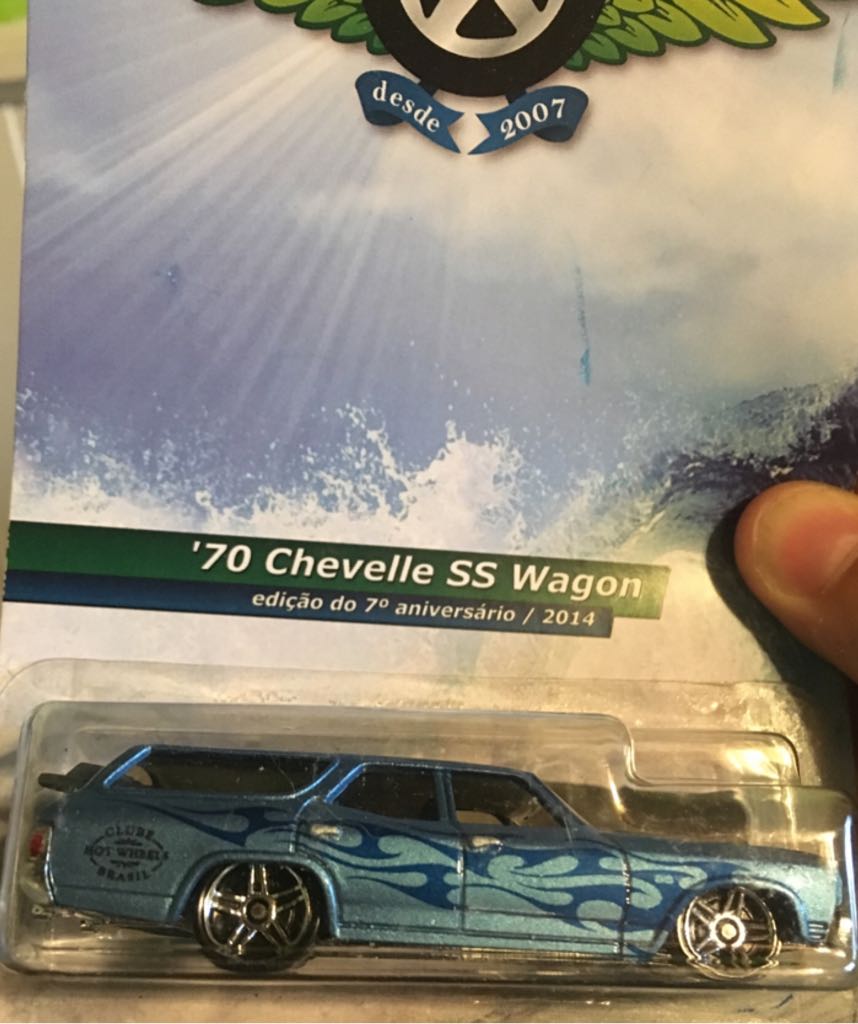 desde 2007
'70 Chevelle SS Wagon
edição do 7º aniversário / 2014
CLUBE
HOT WHEELS
BRASIL